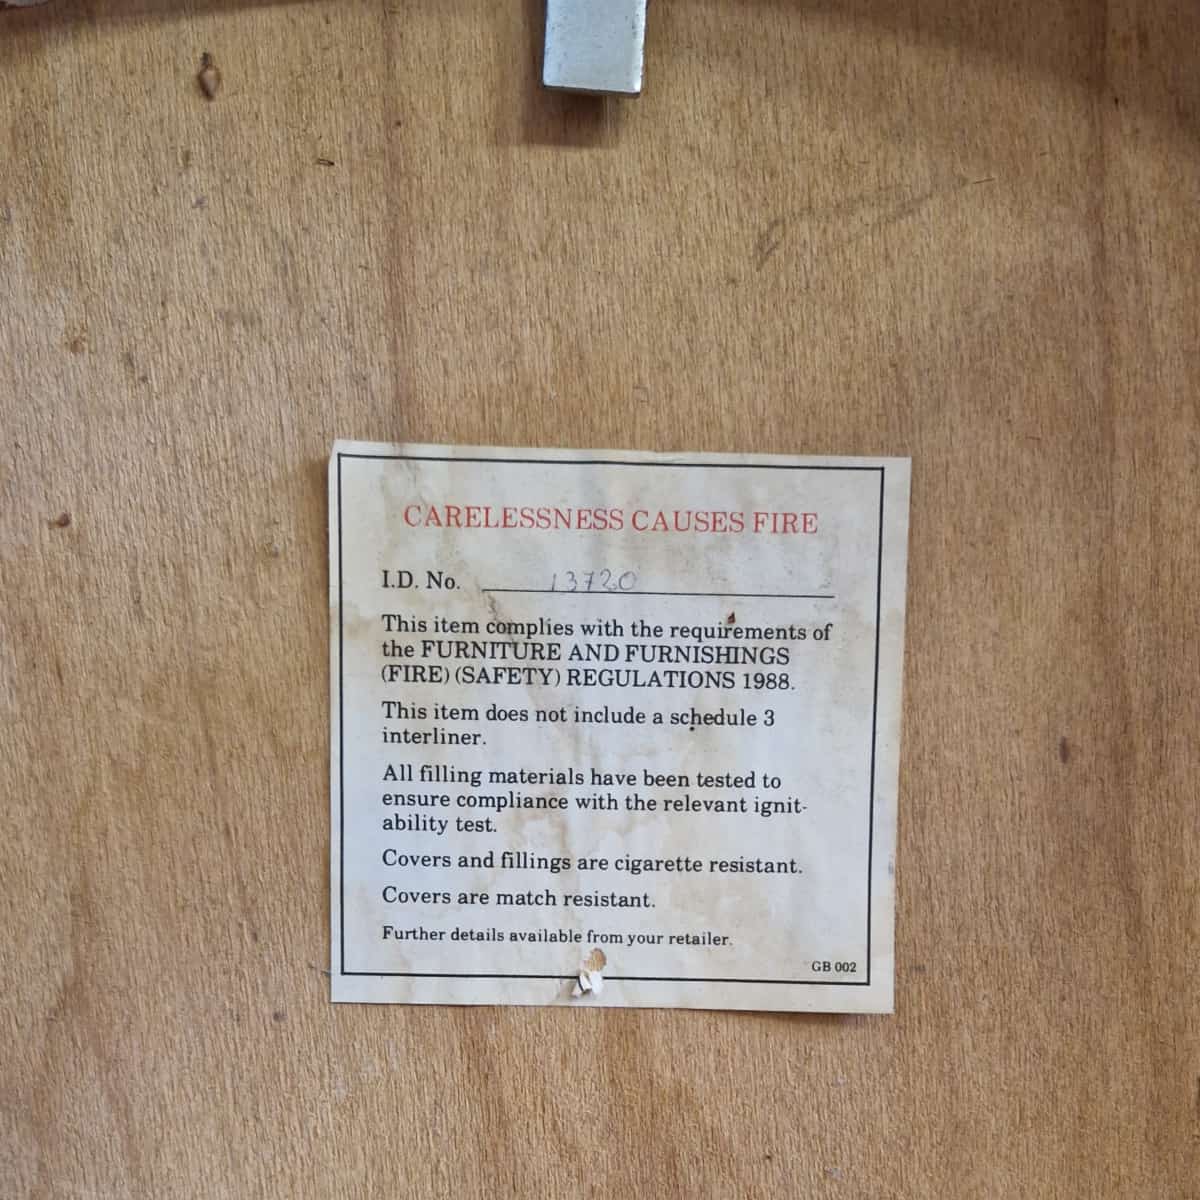 CARELESSNESS CAUSES FIRE
I.D. No. 13720
This item complies with the requirements of
the FURNITURE AND FURNISHINGS
(FIRE) (SAFETY) REGULATIONS 1988.
This item does not include a schedule 3
interliner.
All filling materials have been tested to
ensure compliance with the relevant ignit-
ability test.
Covers and fillings are cigarette resistant.
Covers are match resistant.
Further details available from your retailer.
GB 002